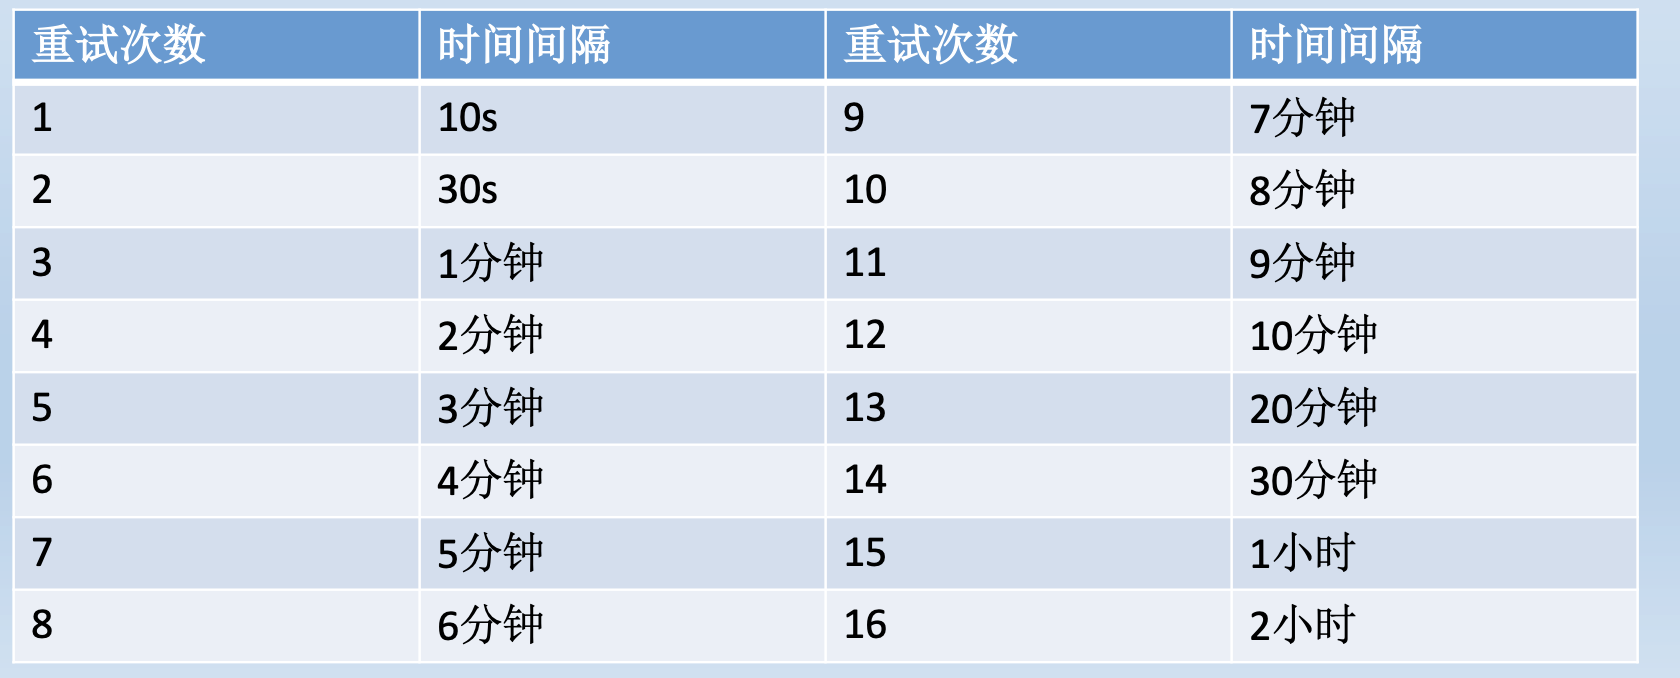 重试次数 时间间隔 重试次数 时间间隔
1 10s 9 7分钟
2 30s 10 8分钟
3 1分钟 11 9分钟
4 2分钟 12 10分钟
5 3分钟 13 20分钟
6 4分钟 14 30分钟
7 5分钟 15 1小时
8 6分钟 16 2小时